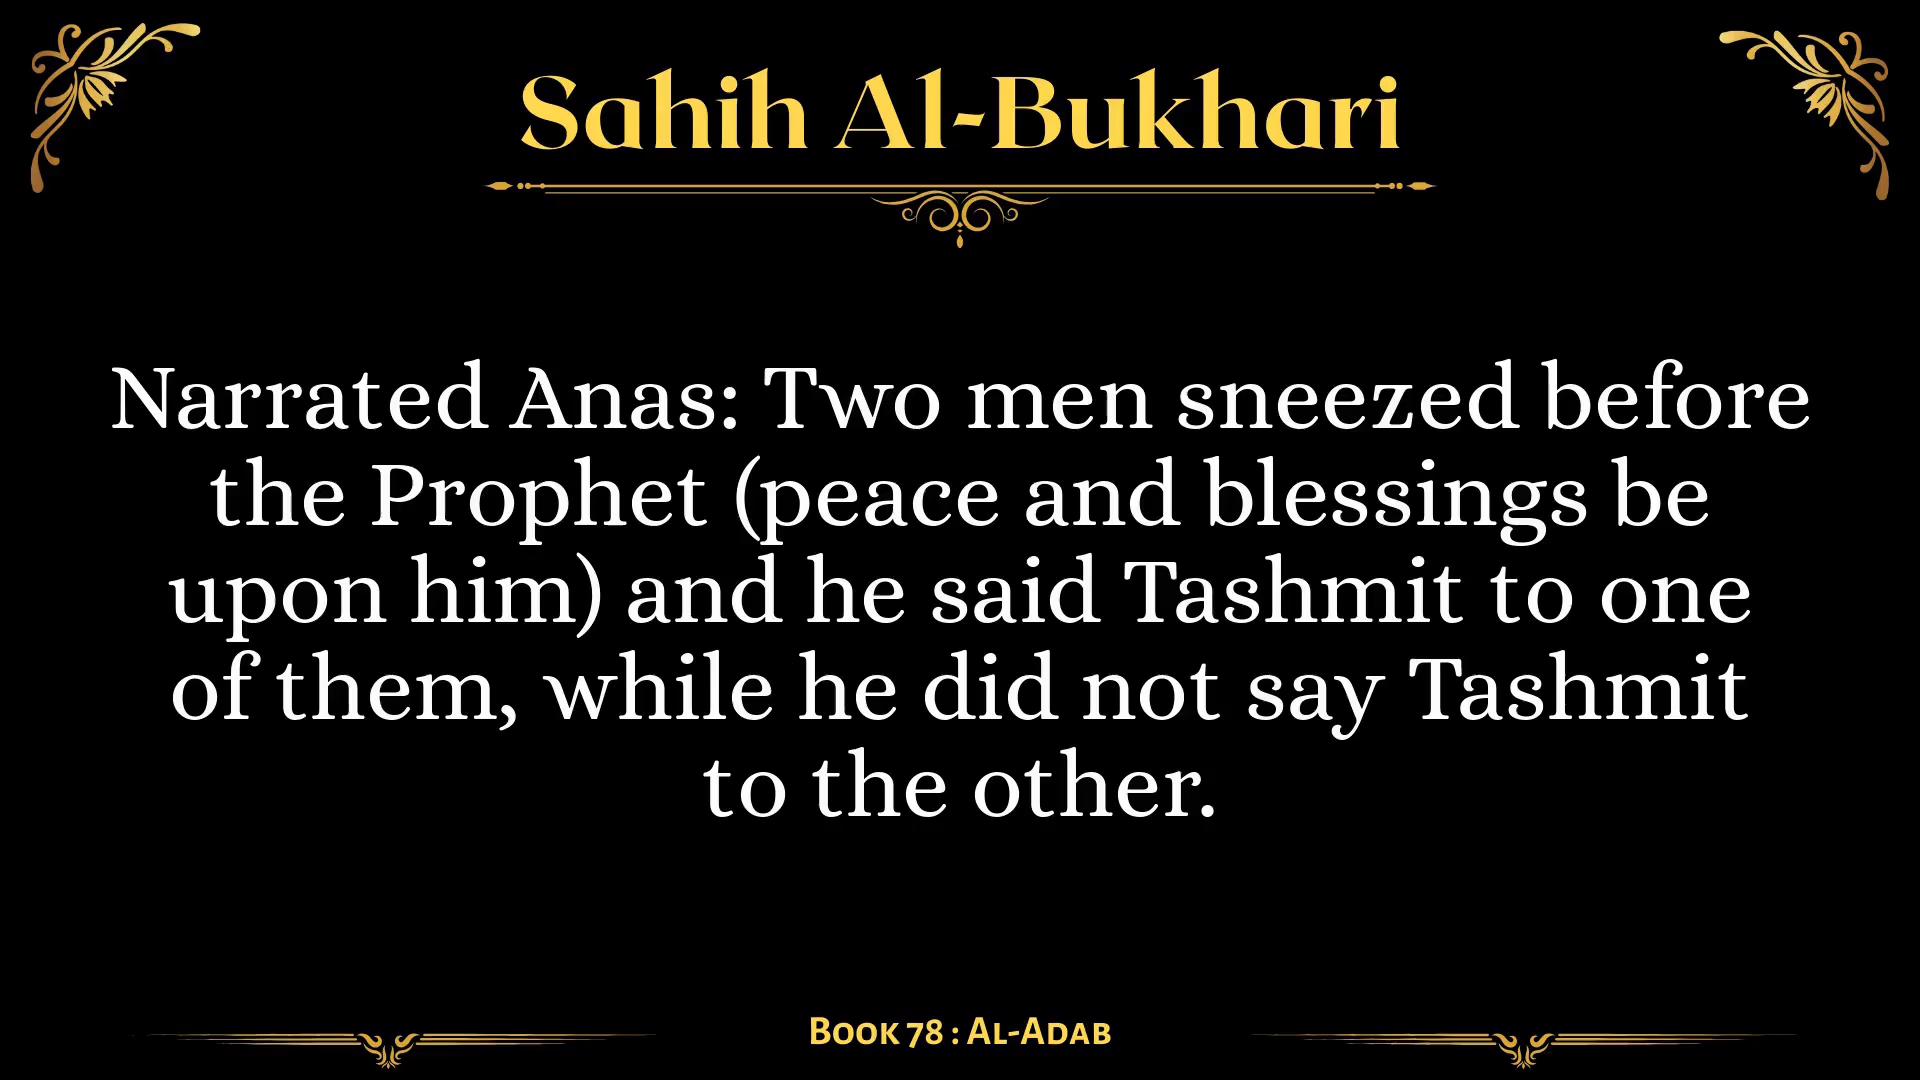 Sahih Al-Bukhari
Narrated Anas: Two men sneezed before
the Prophet (peace and blessings be
upon him) and he said Tashmit to one
of them, while he did not say Tashmit
to the other.
Book 78 : Al-Adab